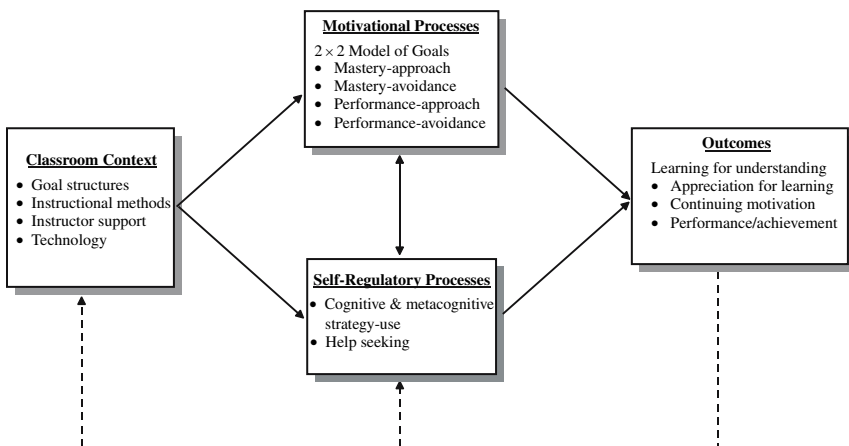 Motivational Processes
2 × 2 Model of Goals
• Mastery-approach
• Mastery-avoidance
• Performance-approach
• Performance-avoidance
Classroom Context
• Goal structures
• Instructional methods
• Instructor support
• Technology
Self-Regulatory Processes
• Cognitive & metacognitive
strategy-use
• Help seeking
Outcomes
Learning for understanding
• Appreciation for learning
• Continuing motivation
• Performance/achievement